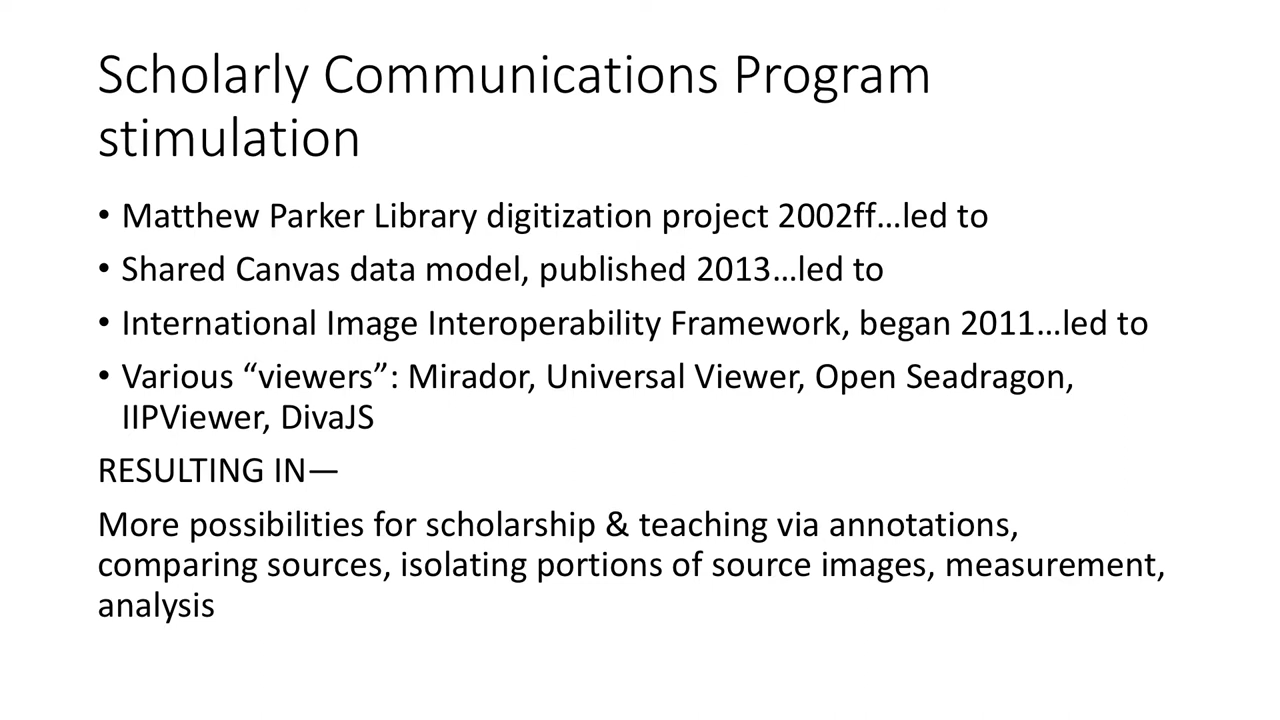 Scholarly Communications Program
stimulation
• Matthew Parker Library digitization project 2002ff…led to
• Shared Canvas data model, published 2013…led to
• International Image Interoperability Framework, began 2011…led to
• Various “viewers”: Mirador, Universal Viewer, Open Seadragon,
IIPViewer, DivaJS
RESULTING IN—
More possibilities for scholarship & teaching via annotations,
comparing sources, isolating portions of source images, measurement,
analysis